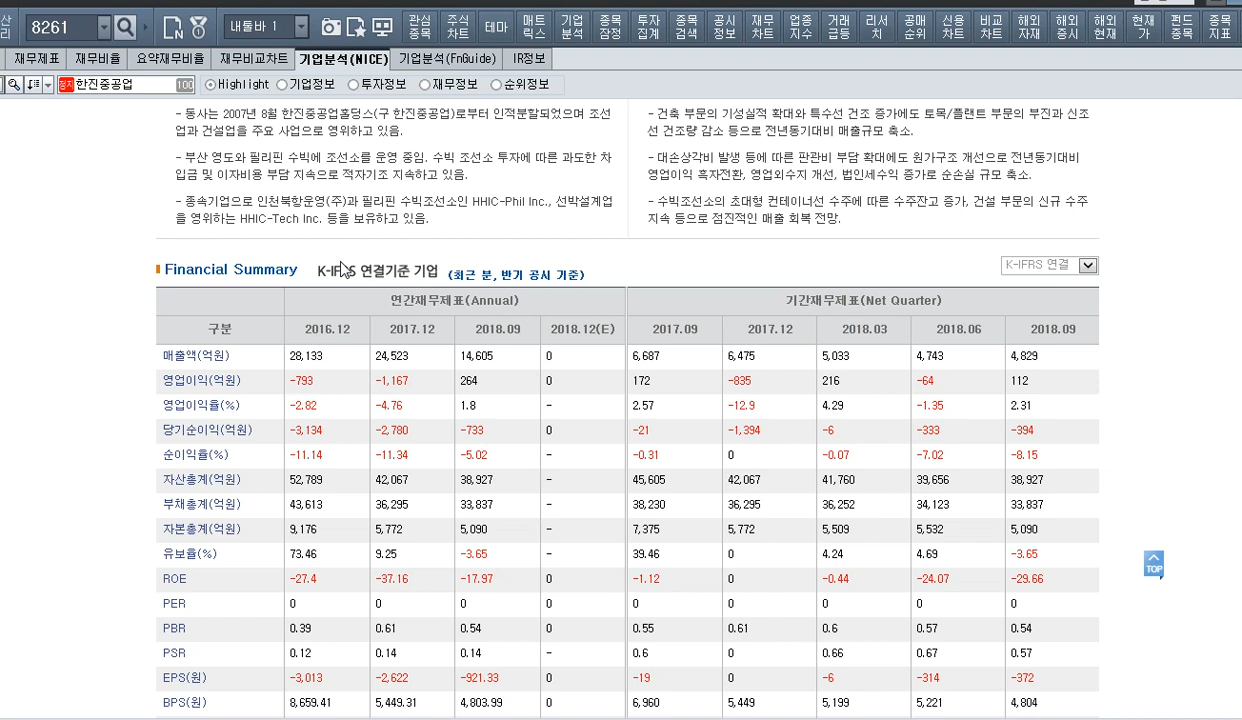 산 8261 내툴바 1 관심 주식 테마 매트 기업 종목 투자 종목 공시 재무 업종 거래 리서 공매 신용 비교 해외 해외 해외 현재 펀드 종목
리 종목 차트 릭스 분석 잠정 집계 검색 정보 차트 지수 급등 치 순위 차트 차트 자재 증시 현재 가 종목 지표
재무제표 재무비율 요약재무비율 재무비교차트 기업분석(NICE) 기업분석(FnGuide) IR정보
정지 한진중공업 100 Highlight 기업정보 투자정보 재무정보 순위정보
- 동사는 2007년 8월 한진중공업홀딩스(구 한진중공업)로부터 인적분할되었으며 조선
업과 건설업을 주요 사업으로 영위하고 있음.
- 부산 영도와 필리핀 수빅에 조선소를 운영 중임. 수빅 조선소 투자에 따른 과도한 차
입금 및 이자비용 부담 지속으로 적자기조 지속하고 있음.
- 종속기업으로 인천북항운영(주)과 필리핀 수빅조선소인 HHIC-Phil Inc., 선박설계업
을 영위하는 HHIC-Tech Inc. 등을 보유하고 있음.
- 건축 부문의 기성실적 확대와 특수선 건조 증가에도 토목/플랜트 부문의 부진과 신조
선 건조량 감소 등으로 전년동기대비 매출규모 축소.
- 대손상각비 발생 등에 따른 판관비 부담 확대에도 원가구조 개선으로 전년동기대비
영업이익 흑자전환, 영업외수지 개선, 법인세수익 증가로 순손실 규모 축소.
- 수빅조선소의 초대형 컨테이너선 수주에 따른 수주잔고 증가, 건설 부문의 신규 수주
지속 등으로 점진적인 매출 회복 전망.
Financial Summary K-IFRS 연결기준 기업 (최근 분, 반기 공시 기준) K-IFRS 연결
연간재무제표(Annual) 기간재무제표(Net Quarter)
구분 2016.12 2017.12 2018.09 2018.12(E) 2017.09 2017.12 2018.03 2018.06 2018.09
매출액(억원) 28,133 24,523 14,605 0 6,687 6,475 5,033 4,743 4,829
영업이익(억원) -793 -1,167 264 0 172 -835 216 -64 112
영업이익율(%) -2.82 -4.76 1.8 - 2.57 -12.9 4.29 -1.35 2.31
당기순이익(억원) -3,134 -2,780 -733 0 -21 -1,394 -6 -333 -394
순이익율(%) -11.14 -11.34 -5.02 - -0.31 0 -0.07 -7.02 -8.15
자산총계(억원) 52,789 42,067 38,927 - 45,605 42,067 41,760 39,656 38,927
부채총계(억원) 43,613 36,295 33,837 - 38,230 36,295 36,252 34,123 33,837
자본총계(억원) 9,176 5,772 5,090 - 7,375 5,772 5,509 5,532 5,090
유보율(%) 73.46 9.25 -3.65 - 39.46 0 4.24 4.69 -3.65
ROE -27.4 -37.16 -17.97 0 -1.12 0 -0.44 -24.07 -29.66
PER 0 0 0 0 0 0 0 0 0
PBR 0.39 0.61 0.54 0 0.55 0.61 0.6 0.57 0.54
PSR 0.12 0.14 0.14 - 0.6 0 0.66 0.67 0.57
EPS(원) -3,013 -2,622 -921.33 0 -19 0 -6 -314 -372
BPS(원) 8,659.41 5,449.31 4,803.99 0 6,960 5,449 5,199 5,221 4,804
TOP